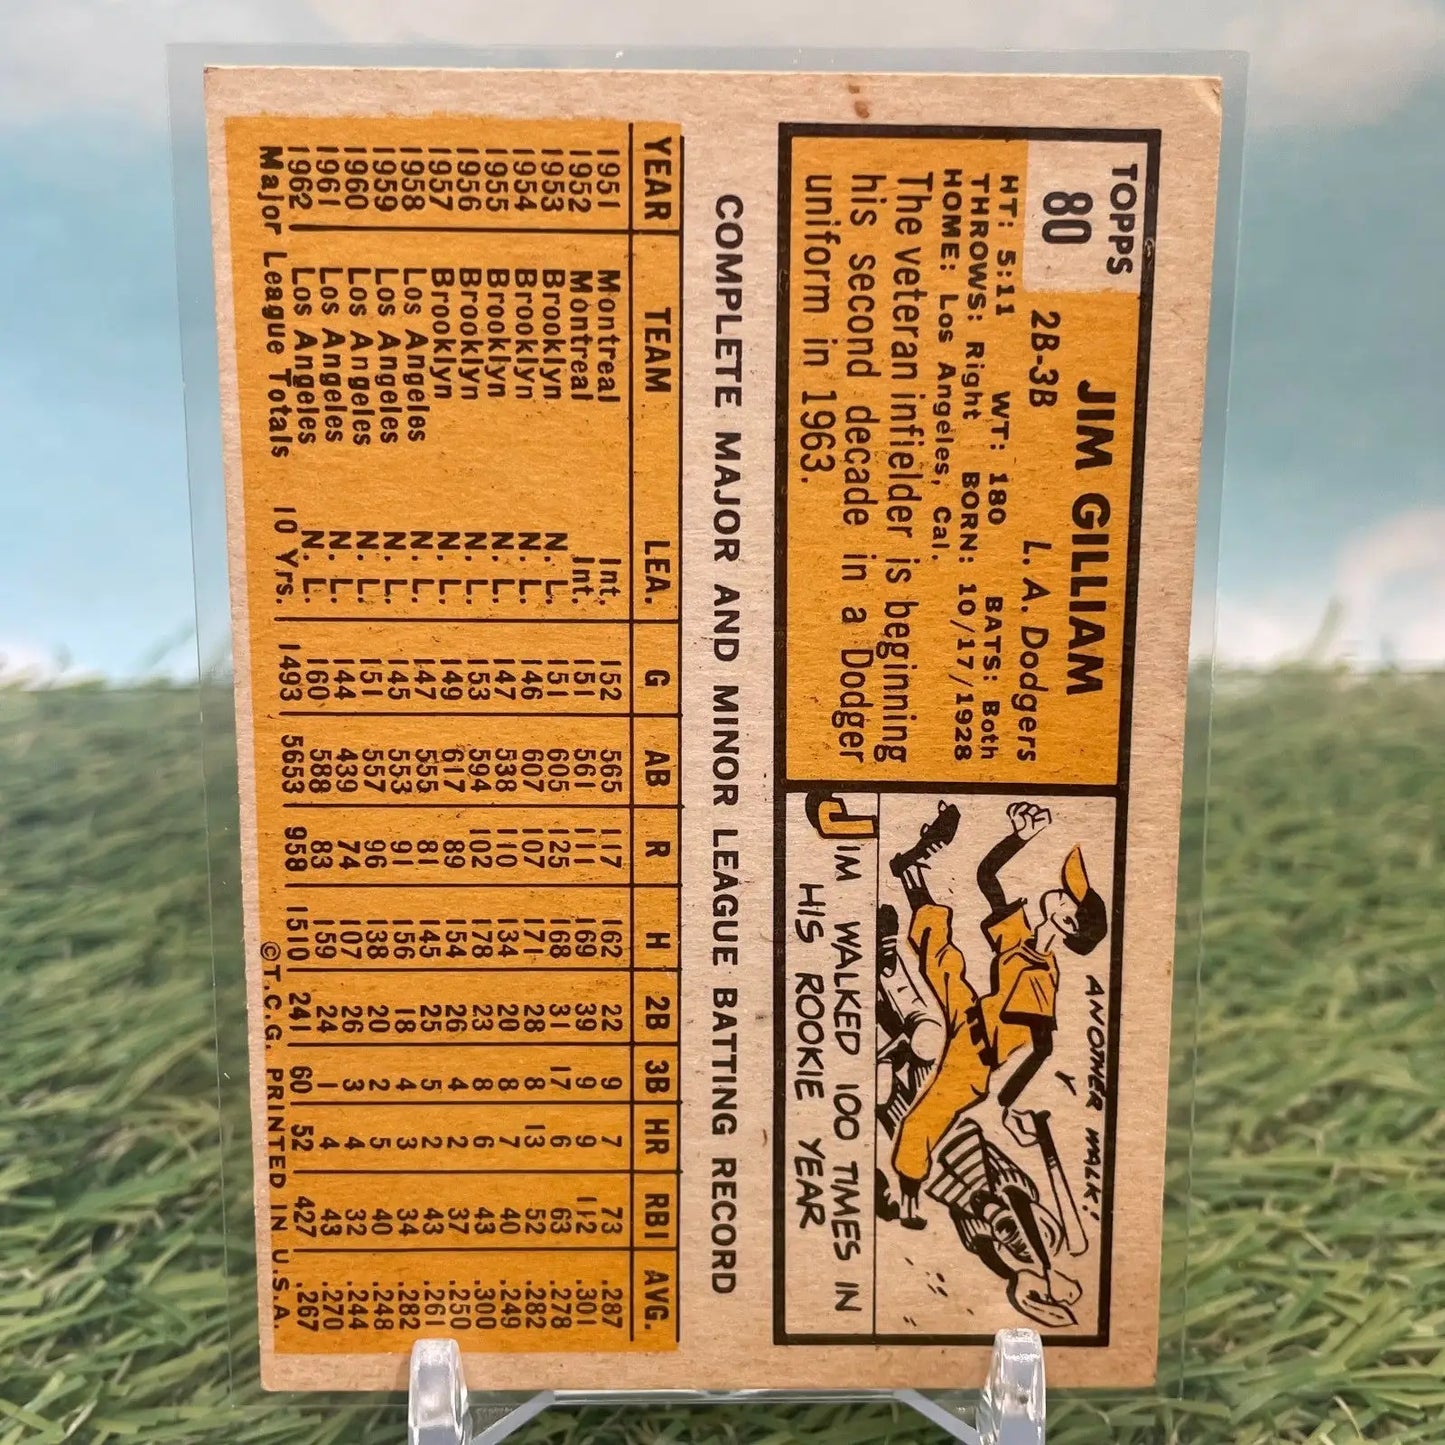 TOPPS
80
JIM GILLIAM
2B-3B L. A. Dodgers
HT: 5:11 WT: 180 BATS: Both
THROWS: Right BORN: 10/17/1928
HOME: Los Angeles, Cal.
The veteran infielder is beginning
his second decade in a Dodger
uniform in 1963.
ANOTHER WALK!
JIM WALKED 100 TIMES IN
HIS ROOKIE YEAR
COMPLETE MAJOR AND MINOR LEAGUE BATTING RECORD
YEAR TEAM LEA. G AB R H 2B 3B HR RBI AVG.
1951 Montreal Int. 152 565 117 162 22 9 7 73 .287
1952 Montreal Int. 151 561 111 169 39 9 9 112 .301
1953 Brooklyn N. L. 151 605 125 168 31 17 6 63 .278
1954 Brooklyn N. L. 146 607 107 171 28 8 13 52 .282
1955 Brooklyn N. L. 147 538 110 134 20 8 7 40 .249
1956 Brooklyn N. L. 153 594 102 178 23 8 6 43 .300
1957 Brooklyn N. L. 149 617 89 154 26 4 2 37 .250
1958 Los Angeles N. L. 147 555 81 145 25 5 2 43 .261
1959 Los Angeles N. L. 145 553 91 156 18 4 3 34 .282
1960 Los Angeles N. L. 151 557 96 138 20 2 5 40 .248
1961 Los Angeles N. L. 144 439 74 107 26 3 4 32 .244
1962 Los Angeles N. L. 160 588 83 159 24 1 4 43 .270
Major League Totals 10 Yrs. 1493 5653 958 1510 241 60 52 427 .267
©T.C.G. PRINTED IN U.S.A.